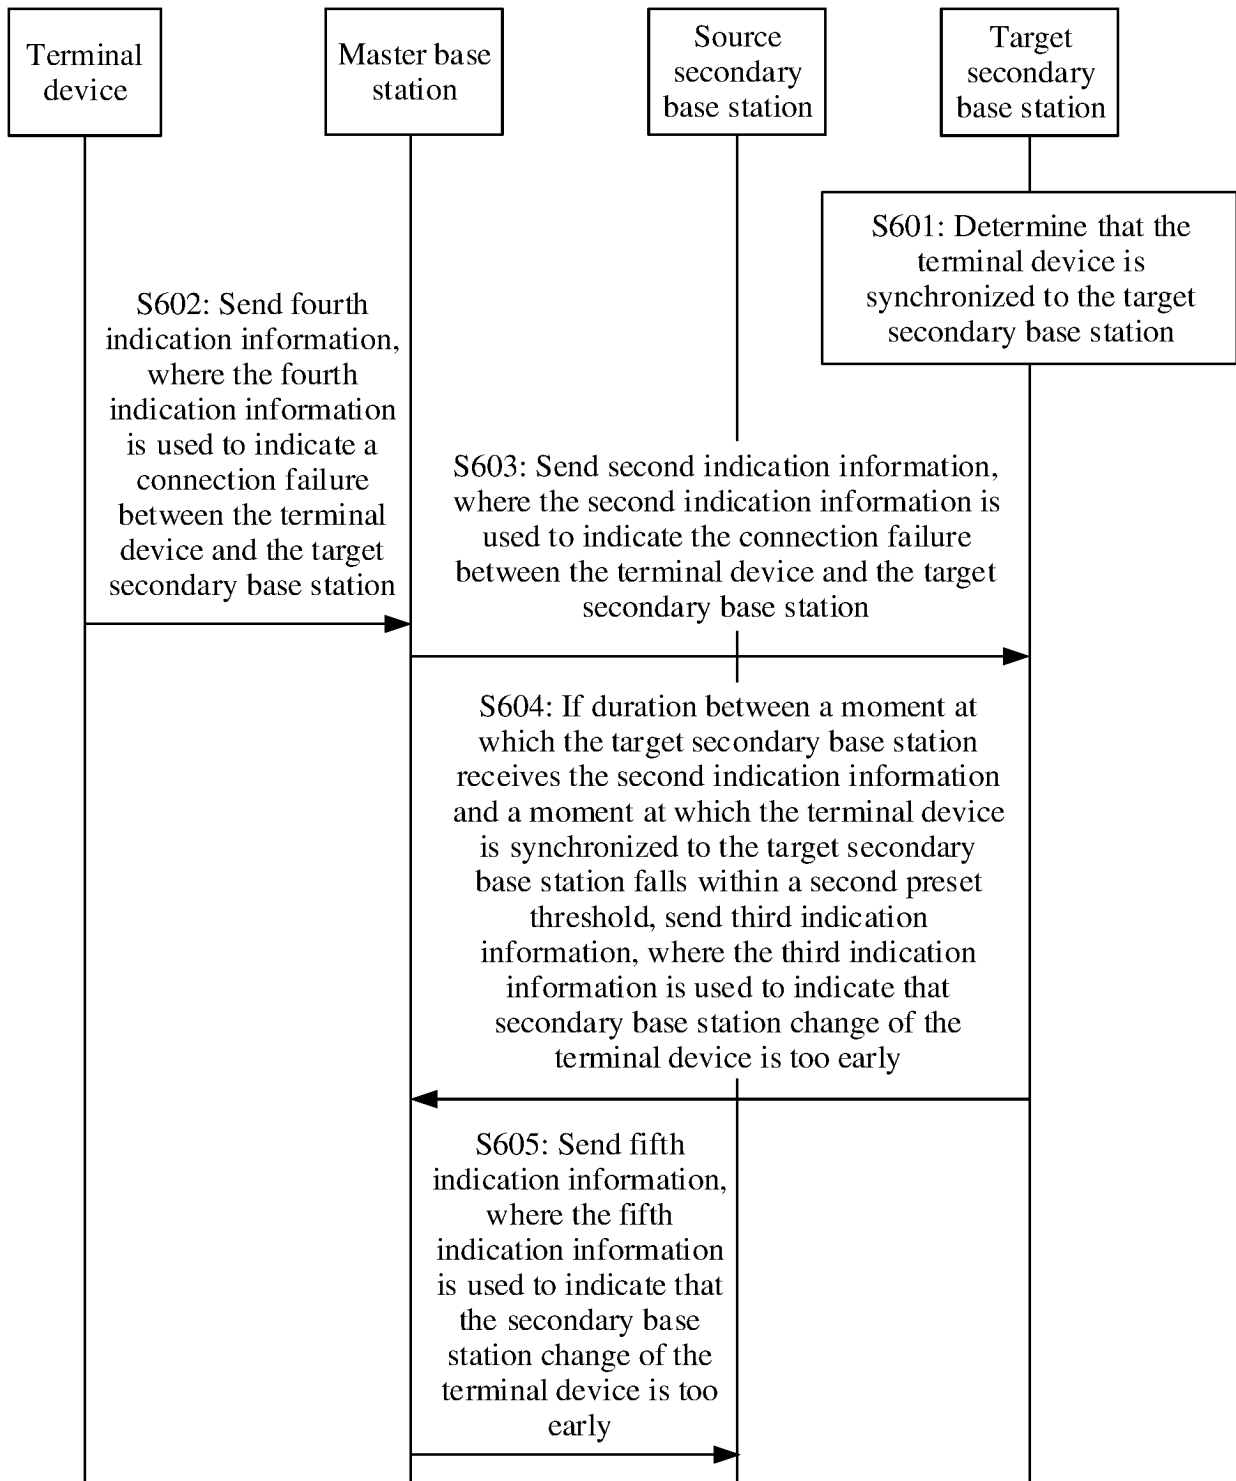 Terminal
device
Master base
station
Source
secondary
base station
Target
secondary
base station
S601: Determine that the
terminal device is
synchronized to the target
secondary base station
S602: Send fourth
indication information,
where the fourth
indication information
is used to indicate a
connection failure
between the terminal
device and the target
secondary base station
S603: Send second indication information,
where the second indication information is
used to indicate the connection failure
between the terminal device and the target
secondary base station
S604: If duration between a moment at
which the target secondary base station
receives the second indication information
and a moment at which the terminal device
is synchronized to the target secondary
base station falls within a second preset
threshold, send third indication
information, where the third indication
information is used to indicate that
secondary base station change of the
terminal device is too early
S605: Send fifth
indication information,
where the fifth
indication information
is used to indicate that
the secondary base
station change of the
terminal device is too
early